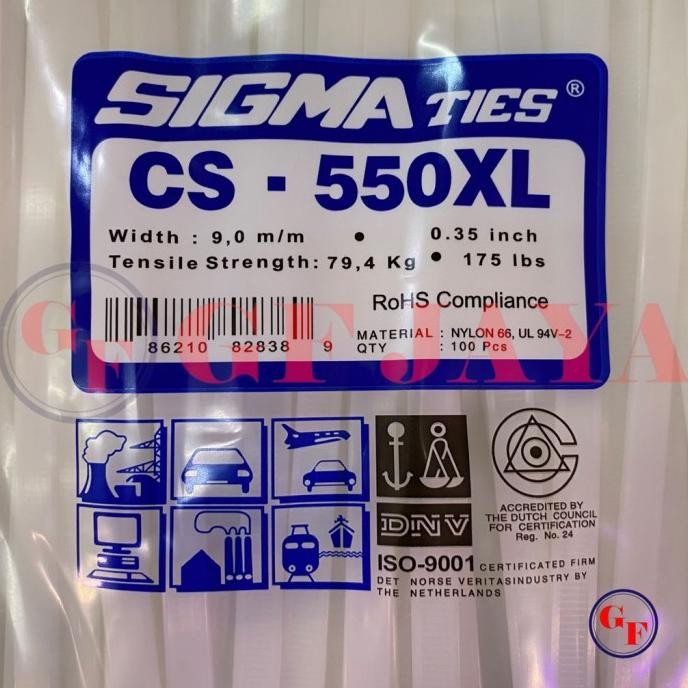 SIGMA TIES ®
CS - 550XL
Width : 9,0 m/m • 0.35 inch
Tensile Strength: 79,4 Kg • 175 lbs
RoHS Compliance
86210 82838 9
MATERIAL : NYLON 66, UL 94V-2
QTY : 100 Pcs
GF GF JAYA
DNV
ACCREDITED BY
THE DUTCH COUNCIL
FOR CERTIFICATION
Reg. No. 24
ISO-9001 CERTIFIED FIRM
DET NORSE VERITASINDUSTRY BY
THE NETHERLANDS
GF